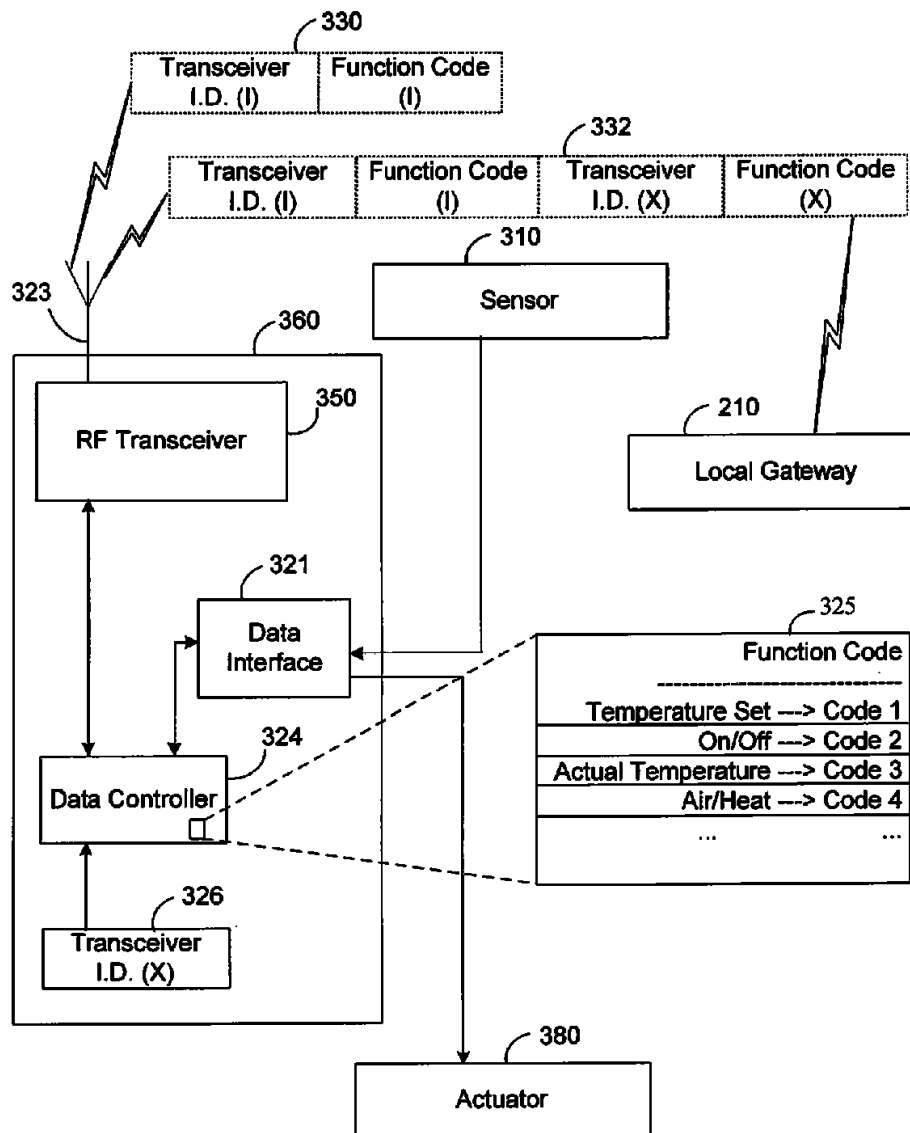 330
Transceiver I.D. (I)
Function Code (I)
332
Transceiver I.D. (I)
Function Code (I)
Transceiver I.D. (X)
Function Code (X)
310
Sensor
323
360
350
RF Transceiver
210
Local Gateway
321
Data Interface
325
Function Code
Temperature Set ---> Code 1
On/Off ---> Code 2
Actual Temperature ---> Code 3
Air/Heat ---> Code 4
... ...
324
Data Controller
326
Transceiver I.D. (X)
380
Actuator